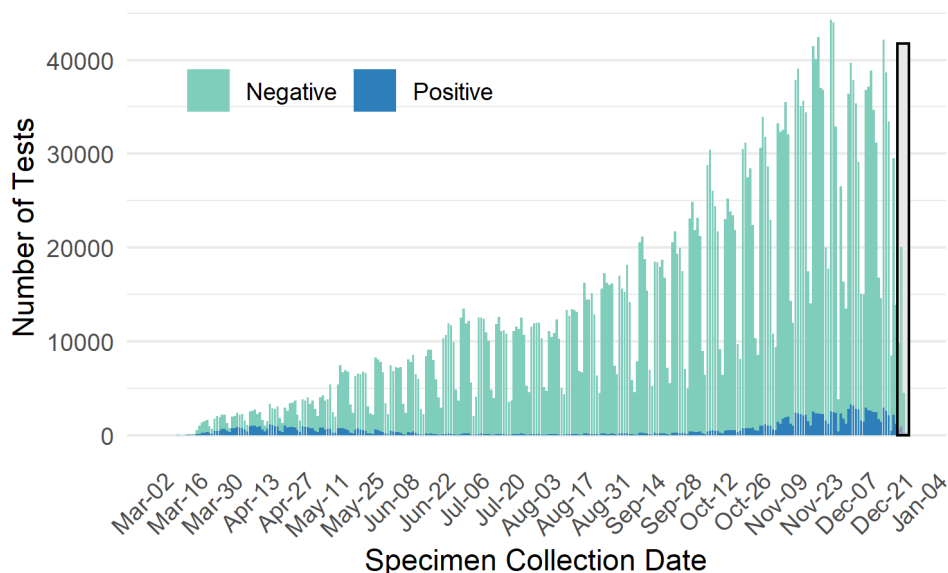 Number of Tests
40000
30000
20000
10000
0
Negative Positive
Mar-02 Mar-16 Mar-30 Apr-13 Apr-27 May-11 May-25 Jun-08 Jun-22 Jul-06 Jul-20 Aug-03 Aug-17 Aug-31 Sep-14 Sep-28 Oct-12 Oct-26 Nov-09 Nov-23 Dec-07 Dec-21 Jan-04
Specimen Collection Date